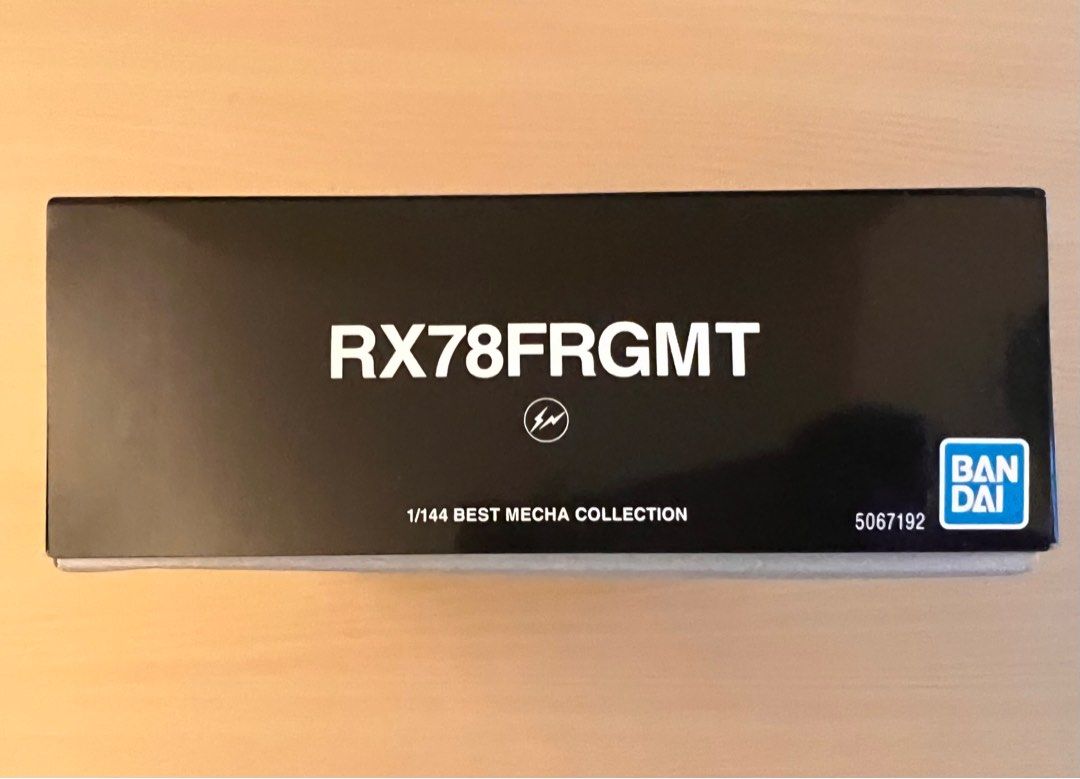 RX78FRGMT
1/144 BEST MECHA COLLECTION
5067192
BAN
DAI